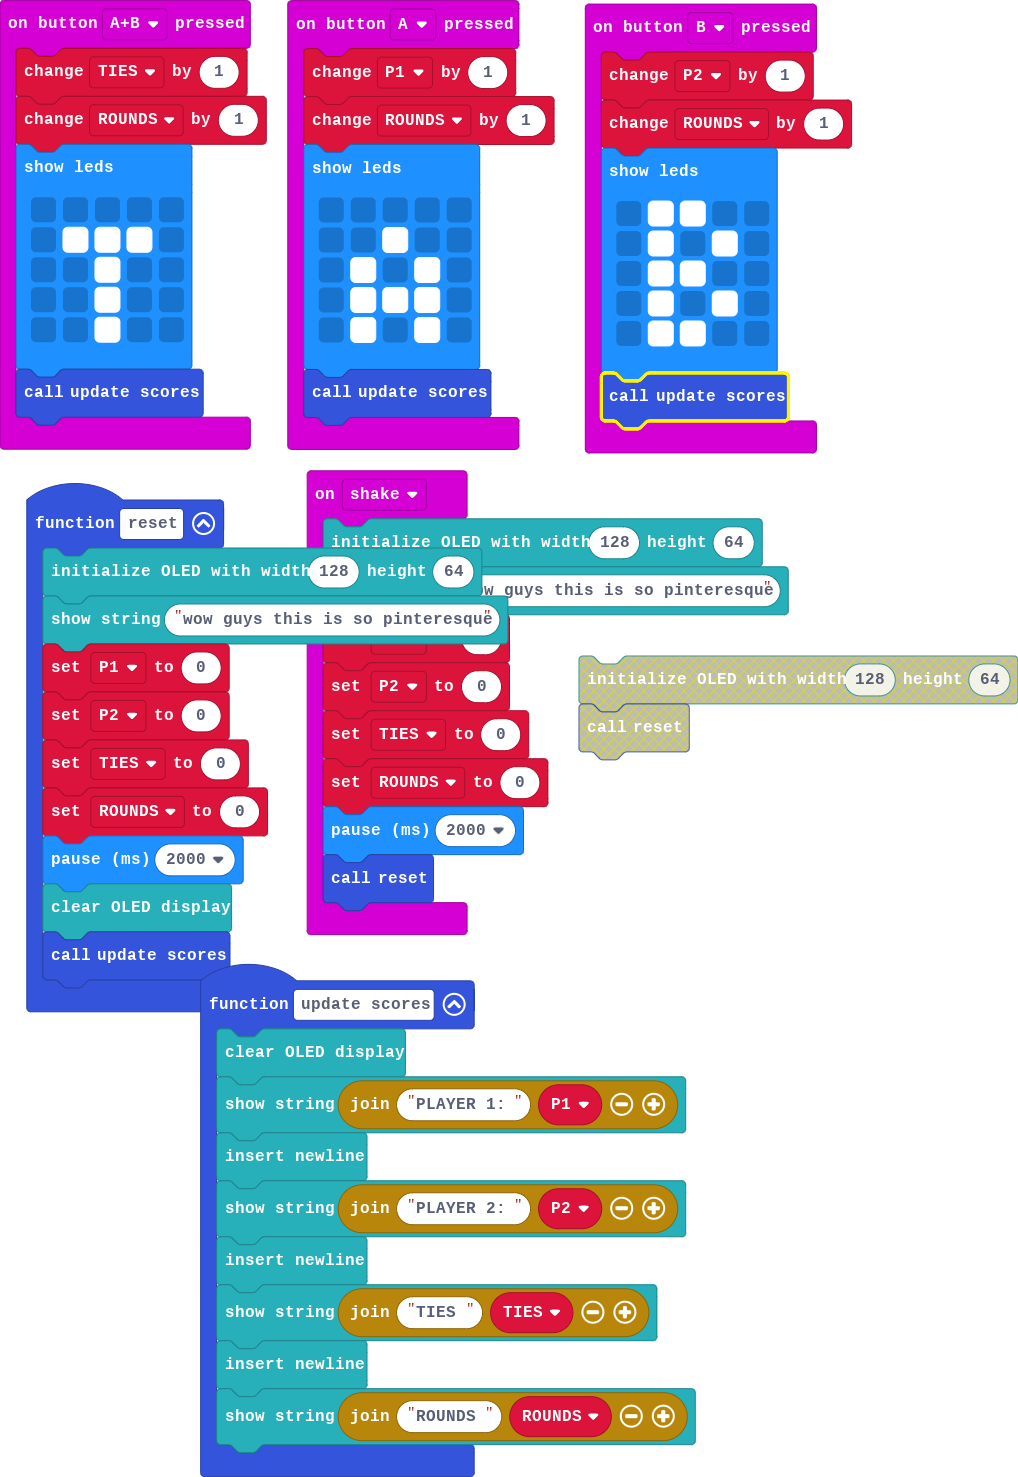 on button A+B pressed
change TIES by 1
change ROUNDS by 1
show leds
call update scores
on button A pressed
change P1 by 1
change ROUNDS by 1
show leds
call update scores
on button B pressed
change P2 by 1
change ROUNDS by 1
show leds
call update scores
function reset
initialize OLED with width 128 height 64
show string "wow guys this is so pinteresque"
set P1 to 0
set P2 to 0
set TIES to 0
set ROUNDS to 0
pause (ms) 2000
clear OLED display
call update scores
on shake
initialize OLED with width 128 height 64
w guys this is so pinteresque"
set P2 to 0
set TIES to 0
set ROUNDS to 0
pause (ms) 2000
call reset
initialize OLED with width 128 height 64
call reset
function update scores
clear OLED display
show string join "PLAYER 1: " P1
insert newline
show string join "PLAYER 2: " P2
insert newline
show string join "TIES " TIES
insert newline
show string join "ROUNDS " ROUNDS